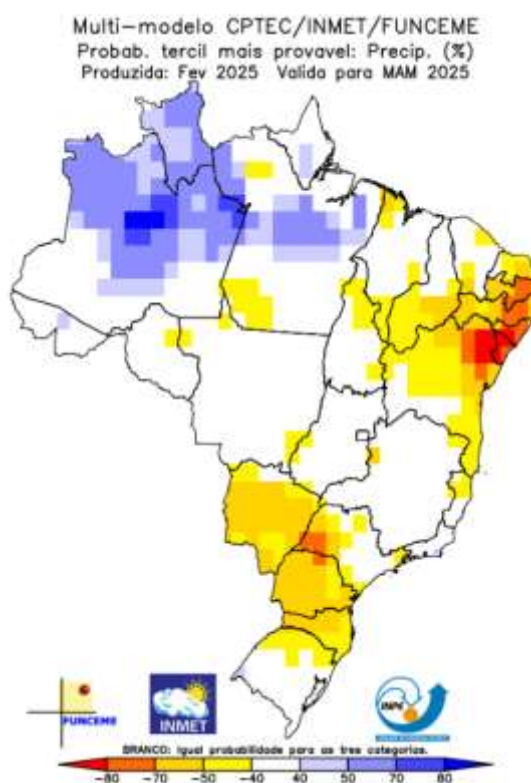 Multi-modelo CPTEC/INMET/FUNCEME
Probab. tercil mais provavel: Precip. (%)
Produzida: Fev 2025 Valida para MAM 2025
FUNCEME
INMET
INPE
BRANCO: Igual probabilidade para as tres categorias.
-80 -70 -50 -40 40 50 70 80